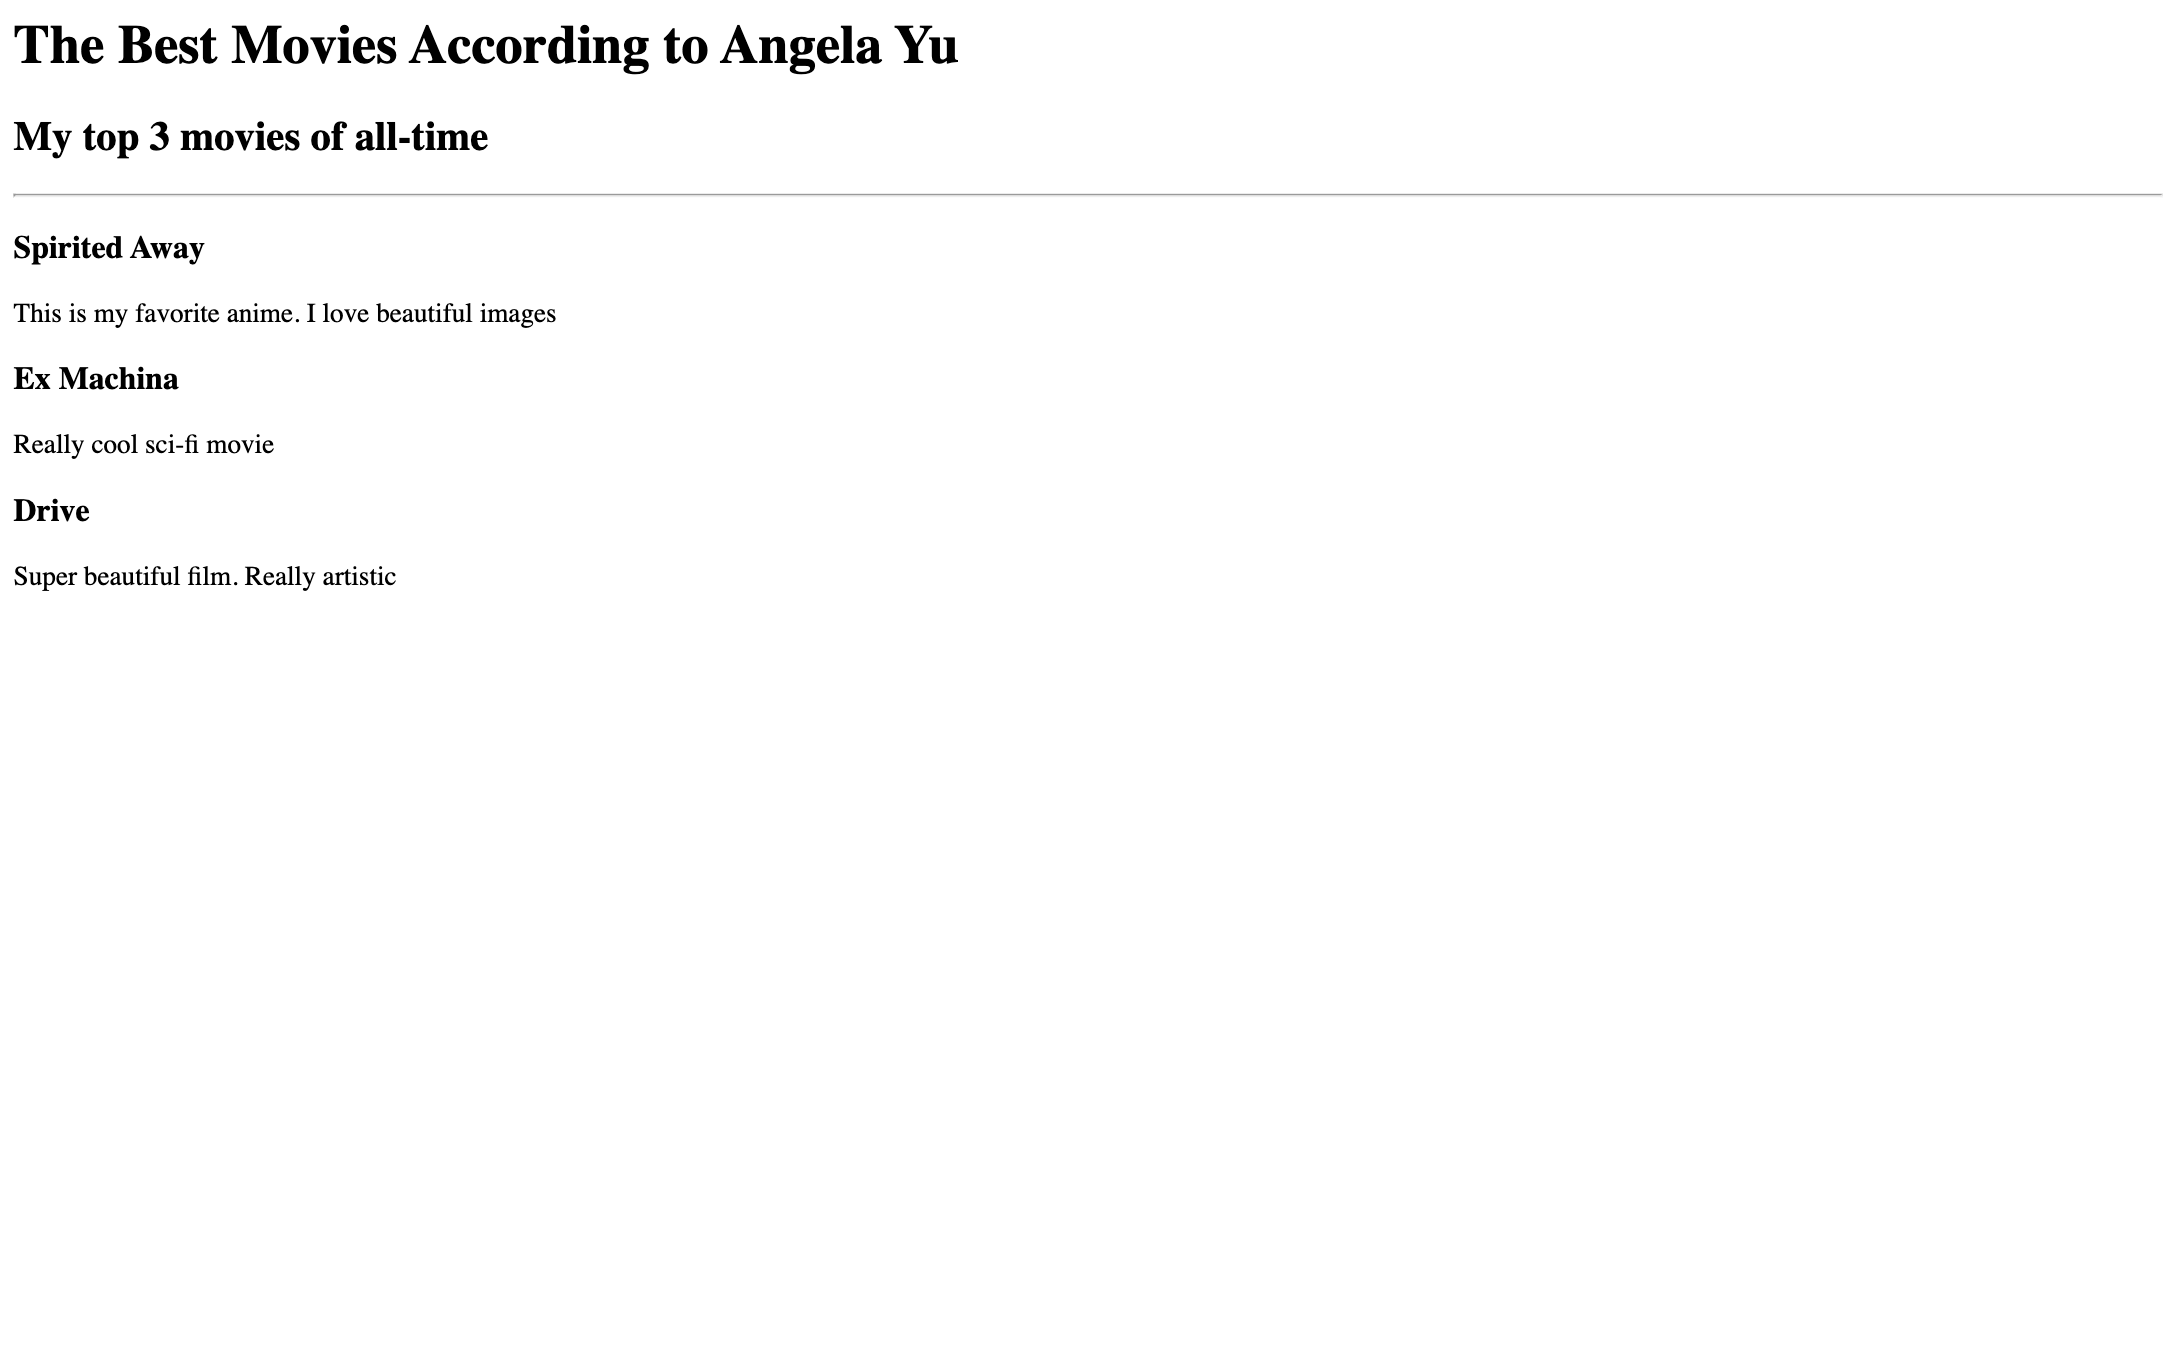 The Best Movies According to Angela Yu
My top 3 movies of all-time
Spirited Away
This is my favorite anime. I love beautiful images
Ex Machina
Really cool sci-fi movie
Drive
Super beautiful film. Really artistic